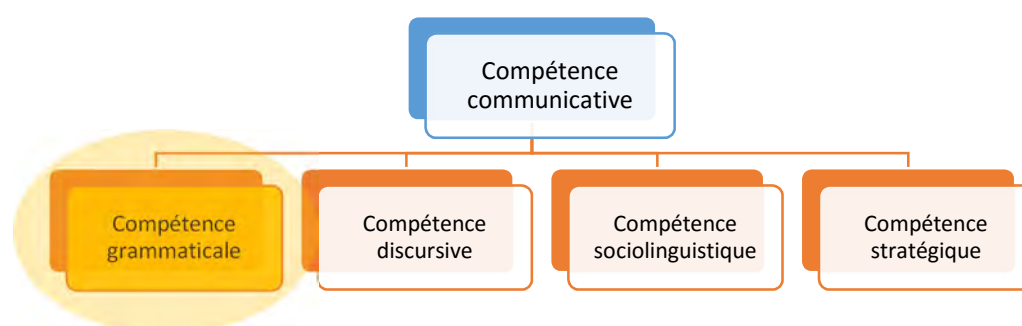 Compétence
communicative
Compétence
grammaticale
Compétence
discursive
Compétence
sociolinguistique
Compétence
stratégique